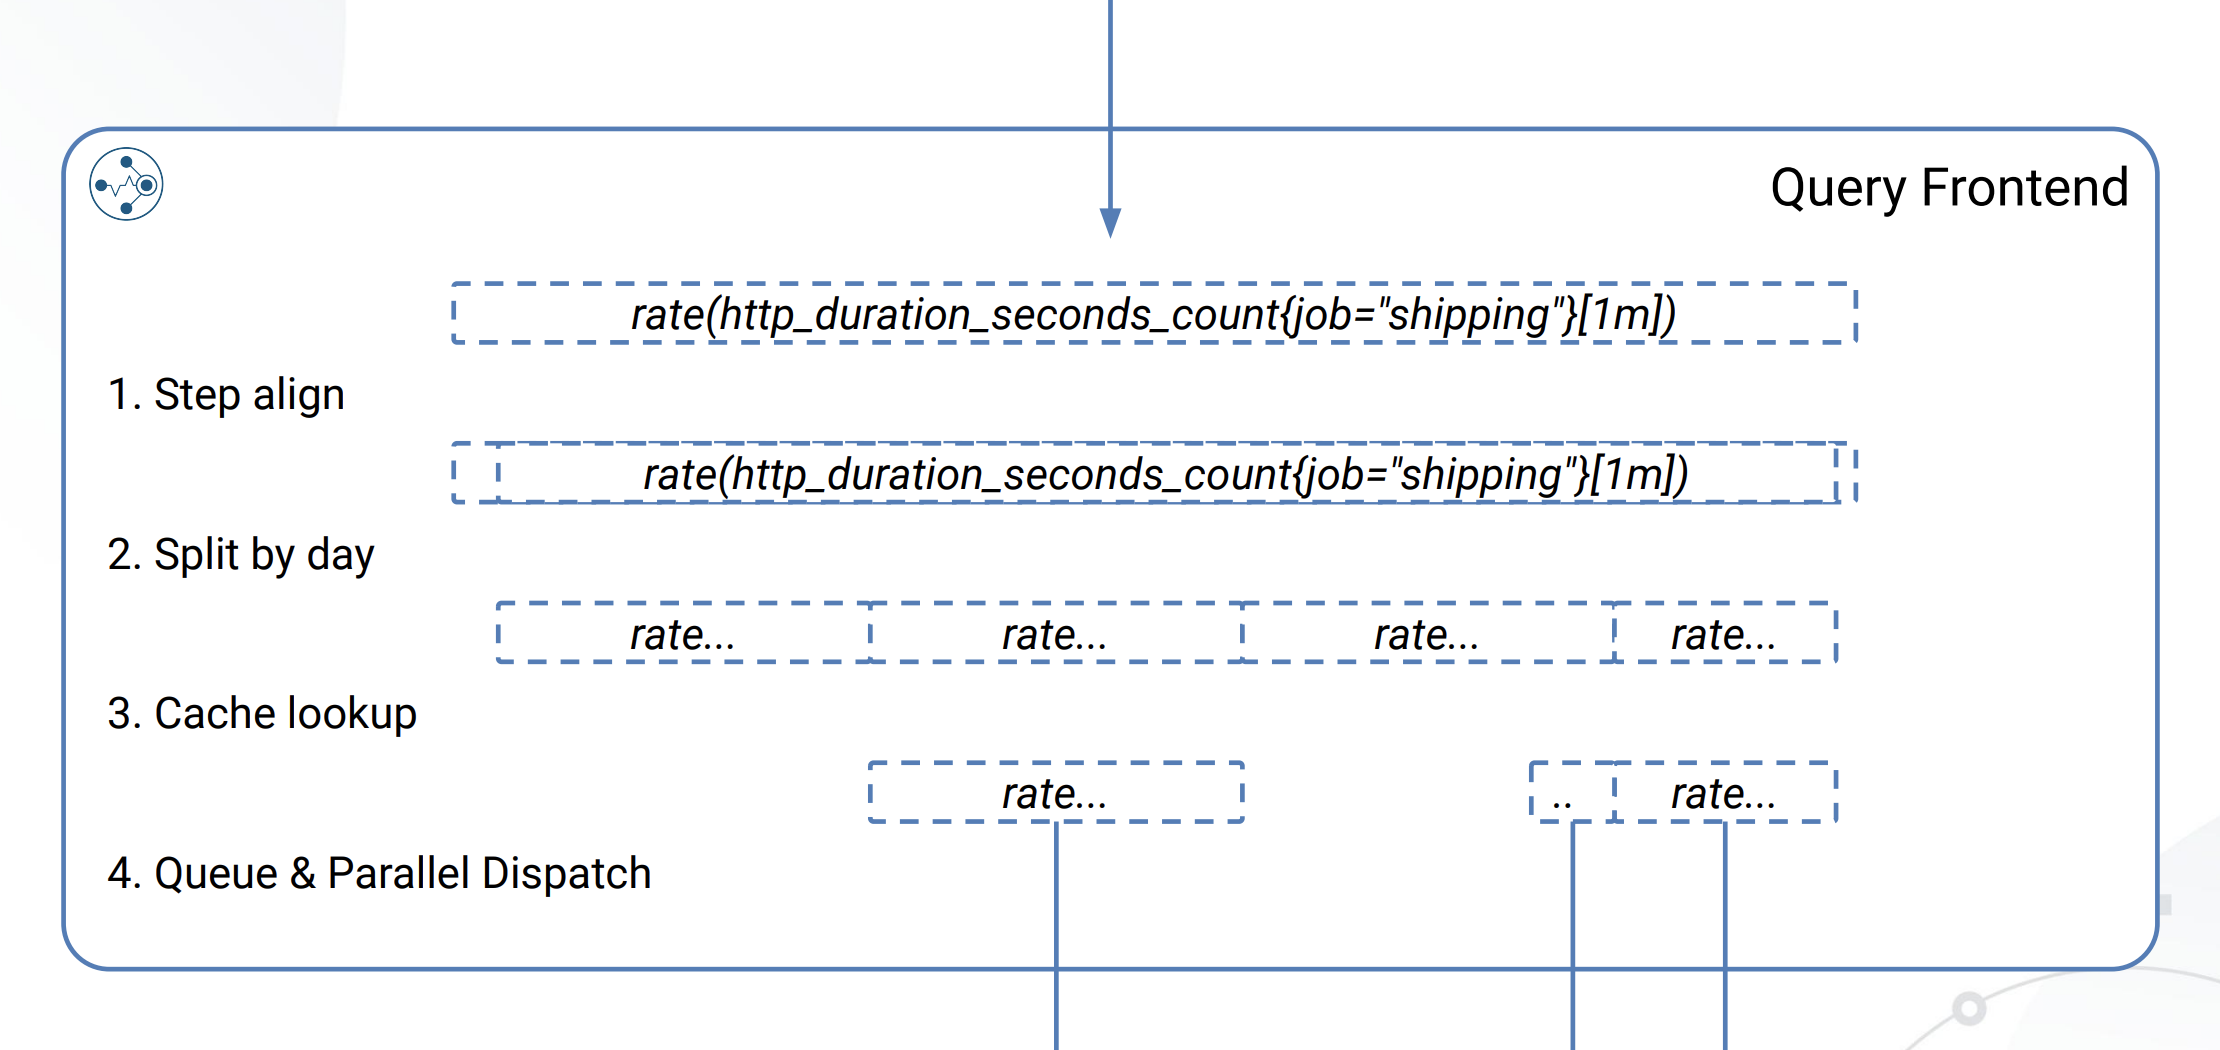 Query Frontend
rate(http_duration_seconds_count{job="shipping"}[1m])
1. Step align
rate(http_duration_seconds_count{job="shipping"}[1m])
2. Split by day
rate... rate... rate... rate...
3. Cache lookup
rate... .. rate...
4. Queue & Parallel Dispatch